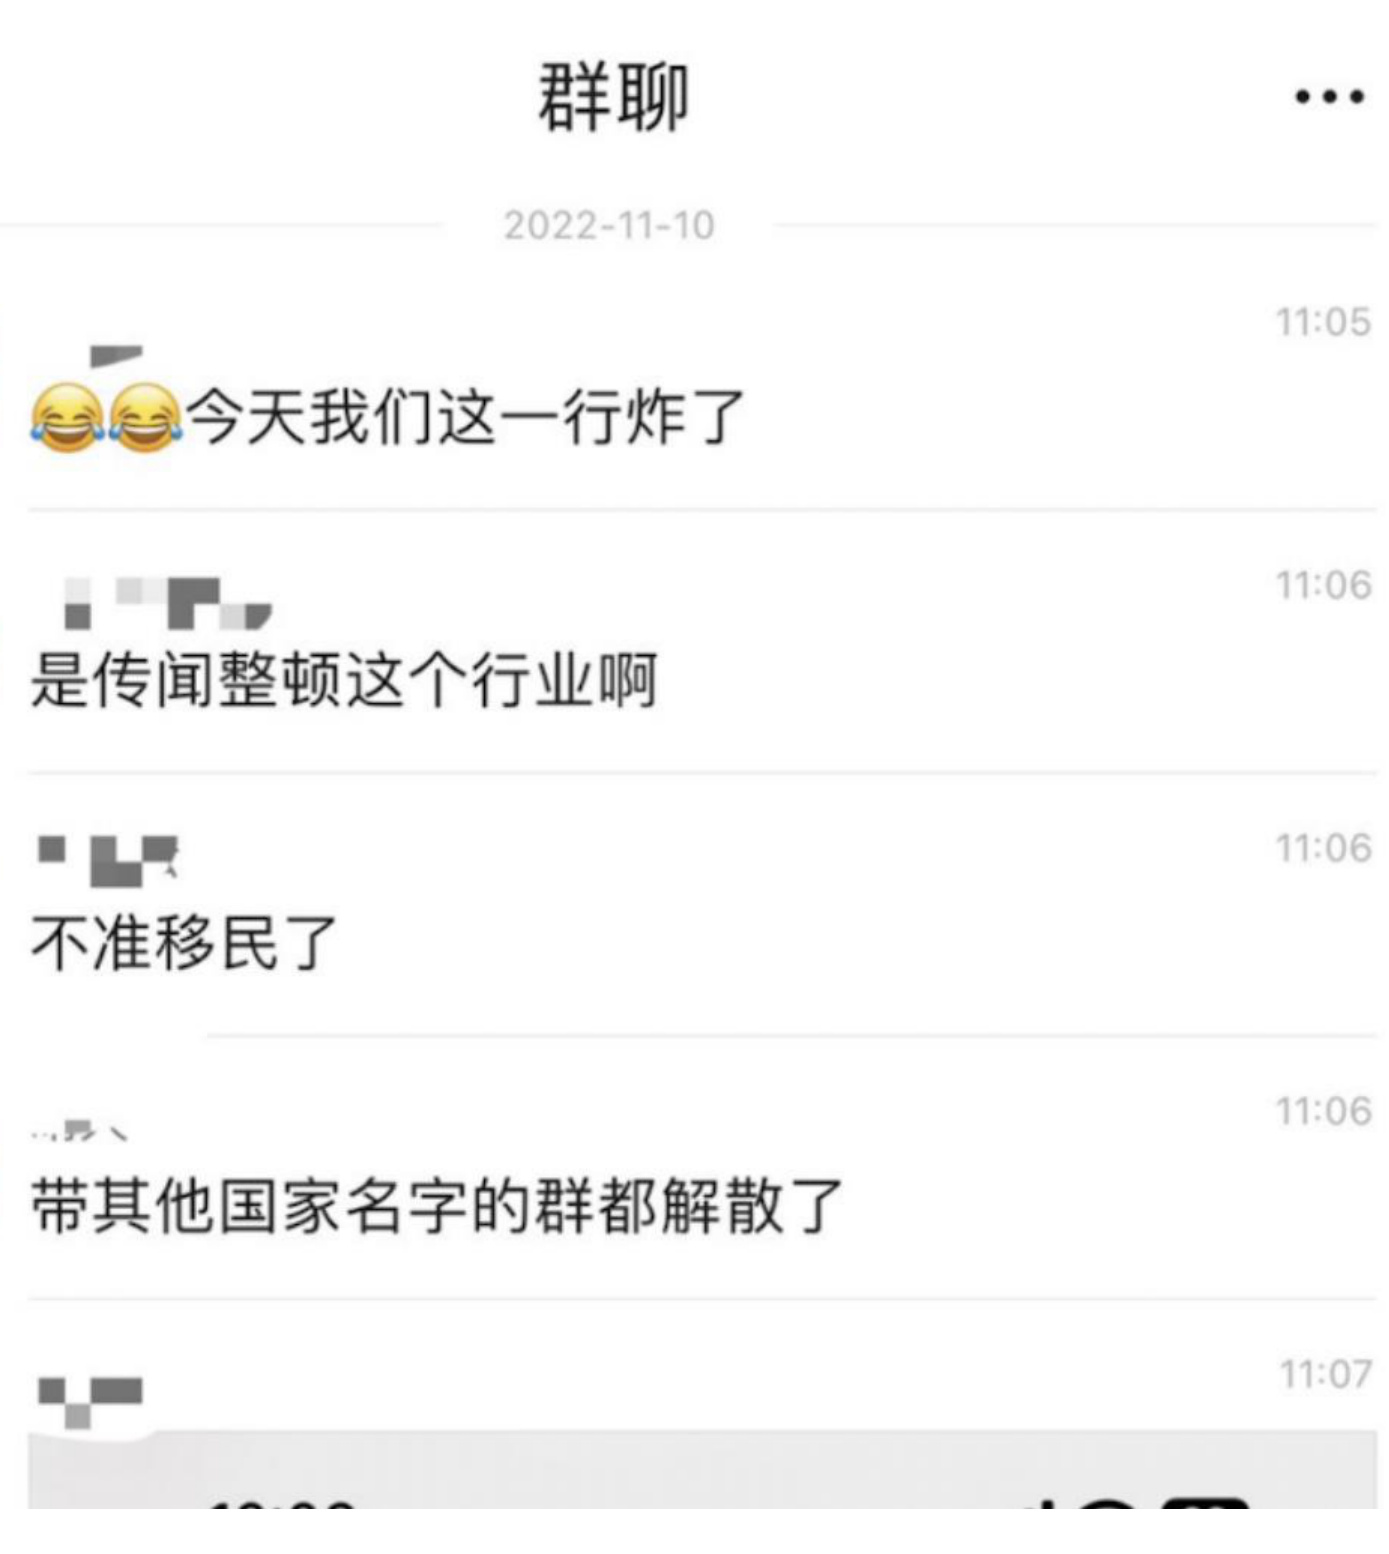 群聊
2022-11-10
11:05
😂😂今天我们这一行炸了
11:06
是传闻整顿这个行业啊
11:06
不准移民了
11:06
带其他国家名字的群都解散了
11:07